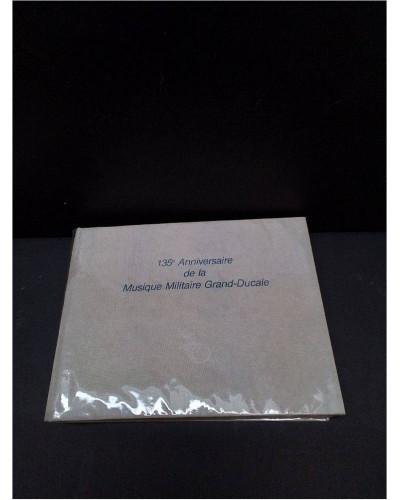 135e Anniversaire
de la
Musique Militaire Grand-Ducale